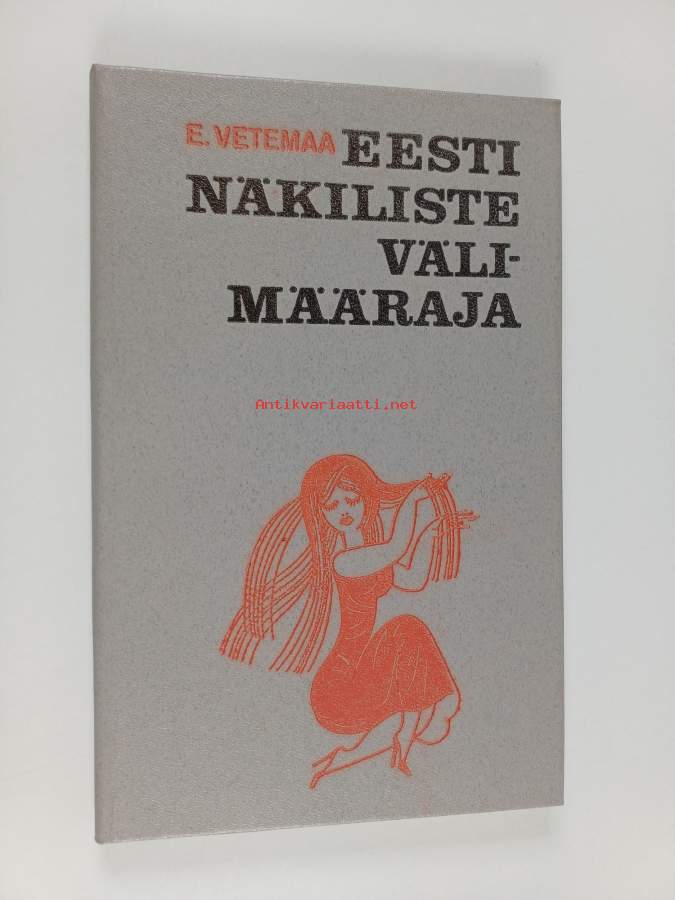 E. VETEMAA EESTI
NÄKILISTE
VÄLI-
MÄÄRAJA
Antikvariaatti.net